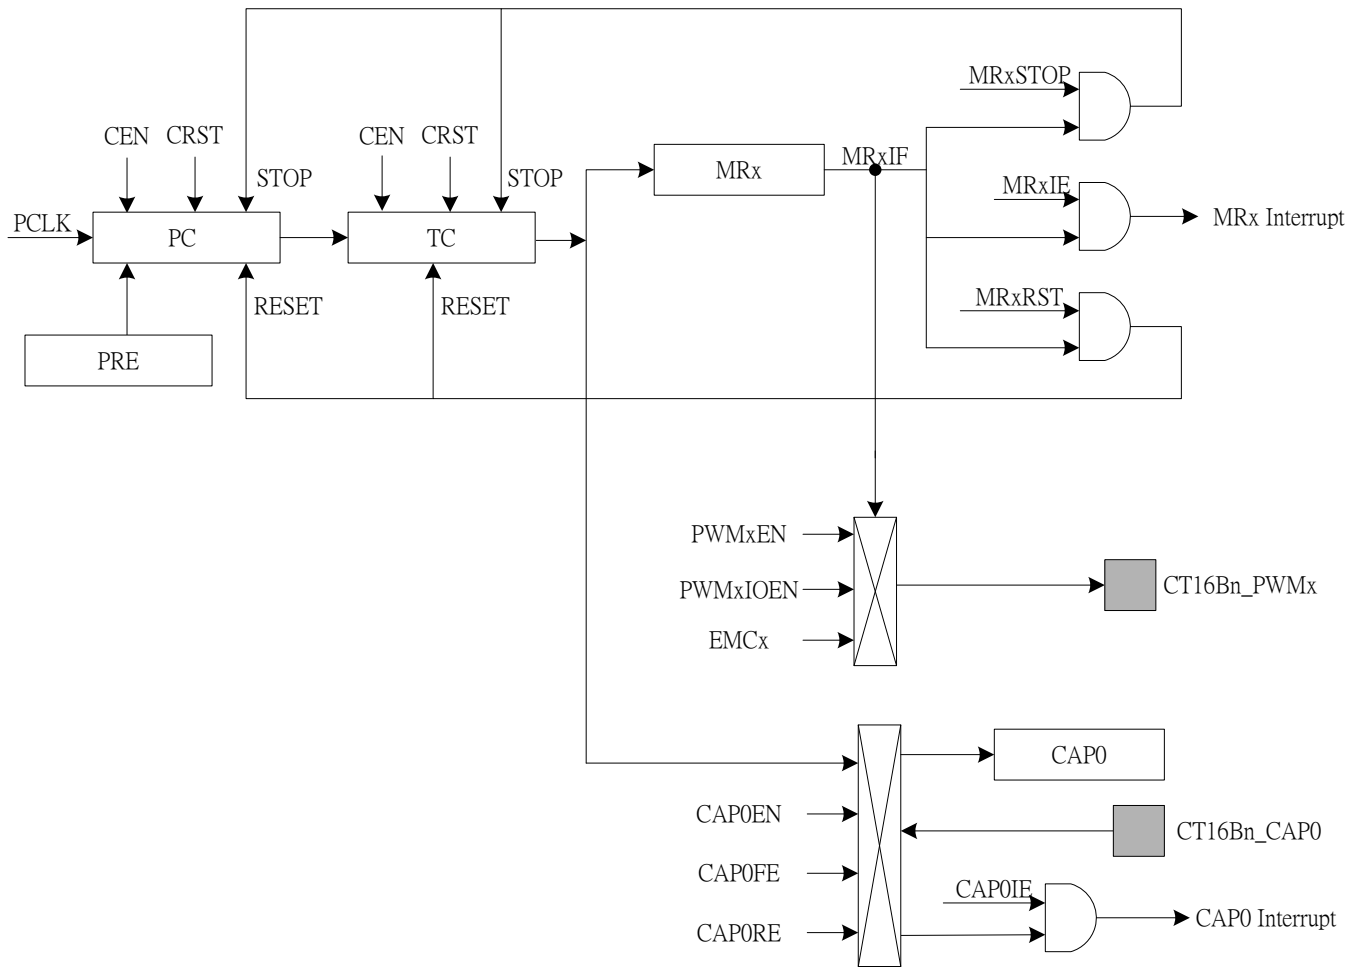 MRxSTOP
CEN
CRST
CEN
CRST
MRx
MRxIF
STOP
STOP
MRxIE
PCLK
PC
TC
MRx Interrupt
RESET
RESET
MRxRST
PRE
PWMxEN
PWMxIOEN
CT16Bn_PWMx
EMCx
CAP0
CAP0EN
CT16Bn_CAP0
CAP0FE
CAP0IE
CAP0RE
CAP0 Interrupt